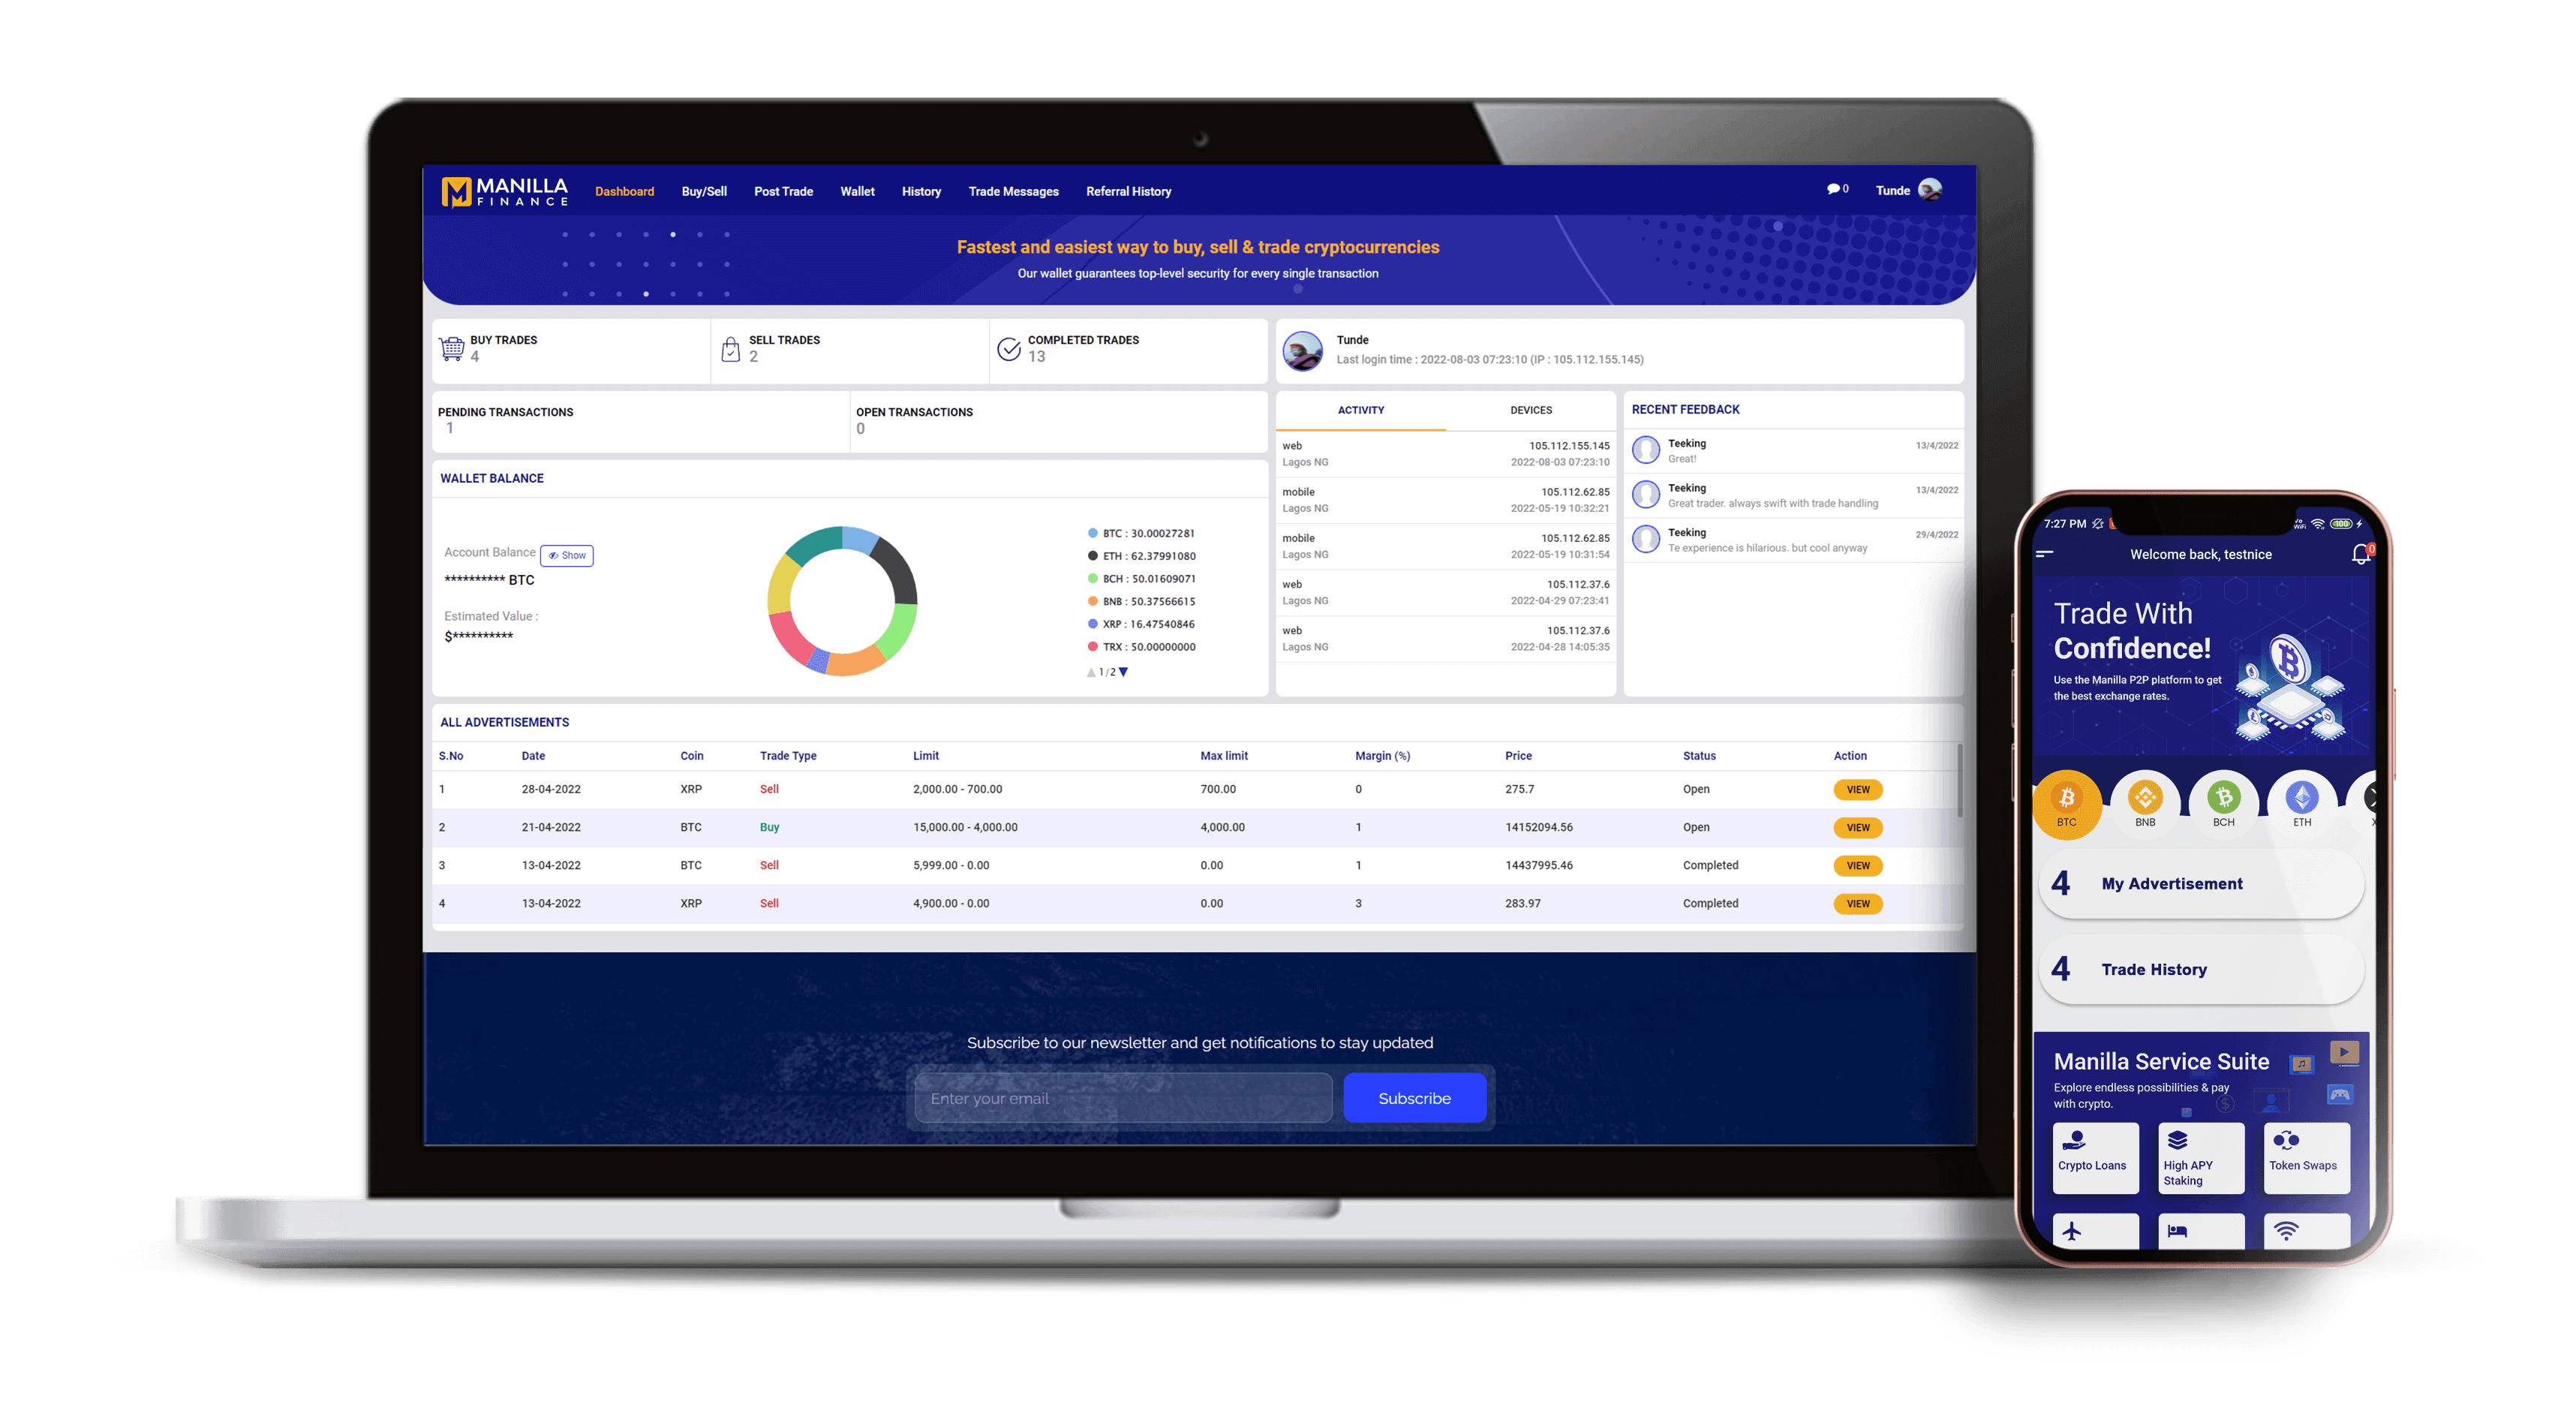 MANILLA
FINANCE
Dashboard Buy/Sell Post Trade Wallet History Trade Messages Referral History 0 Tunde
Fastest and easiest way to buy, sell & trade cryptocurrencies
Our wallet guarantees top-level security for every single transaction
BUY TRADES
4
SELL TRADES
2
COMPLETED TRADES
13
Tunde
Last login time : 2022-08-03 07:23:10 (IP : 105.112.155.145)
PENDING TRANSACTIONS
1
OPEN TRANSACTIONS
0
WALLET BALANCE
Account Balance Show
********** BTC
Estimated Value :
$**********
BTC : 30.00027281
ETH : 62.37991080
BCH : 50.01609071
BNB : 50.37566615
XRP : 16.47540846
TRX : 50.00000000
1/2
ACTIVITY DEVICES
web 105.112.155.145
Lagos NG 2022-08-03 07:23:10
mobile 105.112.62.85
Lagos NG 2022-05-19 10:32:21
mobile 105.112.62.85
Lagos NG 2022-05-19 10:31:54
web 105.112.37.6
Lagos NG 2022-04-29 07:23:41
web 105.112.37.6
Lagos NG 2022-04-28 14:05:35
RECENT FEEDBACK
Teeking 13/4/2022
Great!
Teeking 13/4/2022
Great trader. always swift with trade handling
Teeking 29/4/2022
Te experience is hilarious. but cool anyway
ALL ADVERTISEMENTS
S.No Date Coin Trade Type Limit Max limit Margin (%) Price Status Action
1 28-04-2022 XRP Sell 2,000.00 - 700.00 700.00 0 275.7 Open VIEW
2 21-04-2022 BTC Buy 15,000.00 - 4,000.00 4,000.00 1 14152094.56 Open VIEW
3 13-04-2022 BTC Sell 5,999.00 - 0.00 0.00 1 14437995.46 Completed VIEW
4 13-04-2022 XRP Sell 4,900.00 - 0.00 0.00 3 283.97 Completed VIEW
Subscribe to our newsletter and get notifications to stay updated
Enter your email Subscribe
7:27 PM 100
Welcome back, testnice 0
Trade With
Confidence!
Use the Manilla P2P platform to get
the best exchange rates.
BTC BNB BCH ETH
4 My Advertisement
4 Trade History
Manilla Service Suite
Explore endless possibilities & pay
with crypto.
Crypto Loans
High APY
Staking
Token Swaps